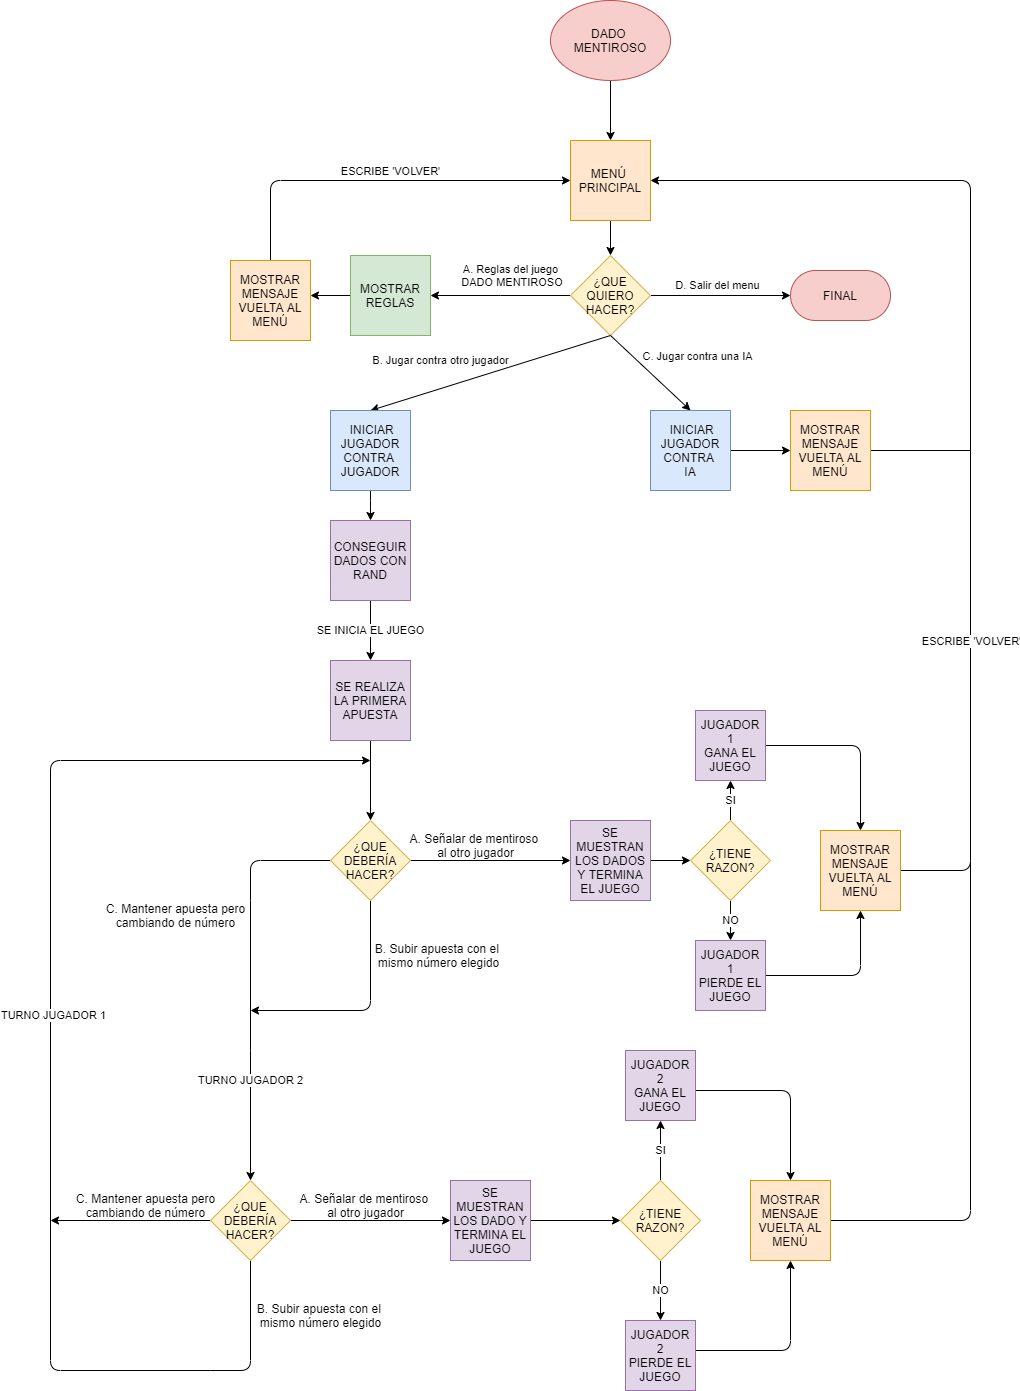 DADO
MENTIROSO
ESCRIBE 'VOLVER'
MENÚ
PRINCIPAL
MOSTRAR
MENSAJE
VUELTA AL
MENÚ
MOSTRAR
REGLAS
A. Reglas del juego
DADO MENTIROSO
¿QUE
QUIERO
HACER?
D. Salir del menu
FINAL
B. Jugar contra otro jugador
C. Jugar contra una IA
INICIAR
JUGADOR
CONTRA
JUGADOR
INICIAR
JUGADOR
CONTRA
IA
MOSTRAR
MENSAJE
VUELTA AL
MENÚ
CONSEGUIR
DADOS CON
RAND
SE INICIA EL JUEGO
ESCRIBE 'VOLVER'
SE REALIZA
LA PRIMERA
APUESTA
JUGADOR
1
GANA EL
JUEGO
SI
¿QUE
DEBERÍA
HACER?
A. Señalar de mentiroso
al otro jugador
SE
MUESTRAN
LOS DADOS
Y TERMINA
EL JUEGO
¿TIENE
RAZON?
MOSTRAR
MENSAJE
VUELTA AL
MENÚ
C. Mantener apuesta pero
cambiando de número
NO
B. Subir apuesta con el
mismo número elegido
JUGADOR
1
PIERDE EL
JUEGO
TURNO JUGADOR 1
TURNO JUGADOR 2
JUGADOR
2
GANA EL
JUEGO
SI
C. Mantener apuesta pero
cambiando de número
¿QUE
DEBERÍA
HACER?
A. Señalar de mentiroso
al otro jugador
SE
MUESTRAN
LOS DADO Y
TERMINA EL
JUEGO
¿TIENE
RAZON?
MOSTRAR
MENSAJE
VUELTA AL
MENÚ
NO
B. Subir apuesta con el
mismo número elegido
JUGADOR
2
PIERDE EL
JUEGO